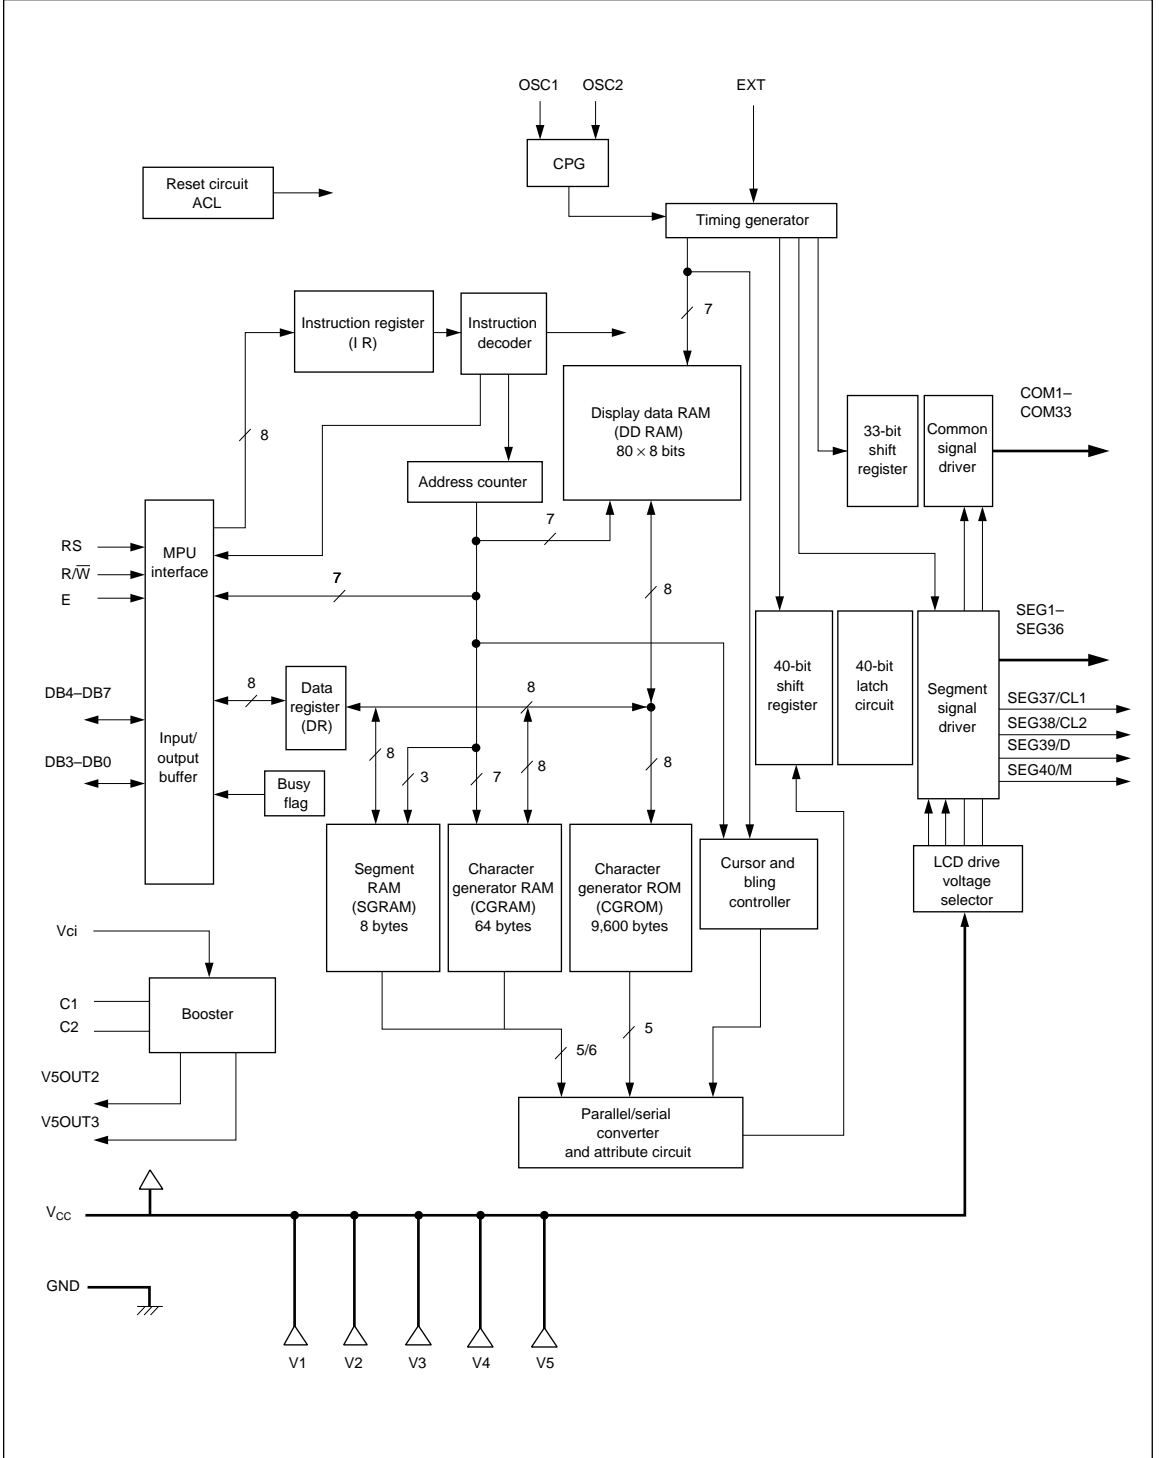 OSC1 OSC2 EXT
CPG
Reset circuit
ACL
Timing generator
7
Instruction register
(I R)
Instruction
decoder
8
Display data RAM
(DD RAM)
80 × 8 bits
COM1–
COM33
33-bit
shift
register
Common
signal
driver
Address counter
7
RS
R/W̅
E
MPU
interface
7
8
SEG1–
SEG36
40-bit
shift
register
40-bit
latch
circuit
Segment
signal
driver
SEG37/CL1
SEG38/CL2
SEG39/D
SEG40/M
DB4–DB7
8
Data
register
(DR)
8
DB3–DB0
Input/
output
buffer
8
3
7
8
8
Busy
flag
Segment
RAM
(SGRAM)
8 bytes
Character
generator RAM
(CGRAM)
64 bytes
Character
generator ROM
(CGROM)
9,600 bytes
Cursor and
bling
controller
LCD drive
voltage
selector
Vci
C1
C2
Booster
5/6
5
V5OUT2
V5OUT3
Parallel/serial
converter
and attribute circuit
VCC
GND
V1 V2 V3 V4 V5